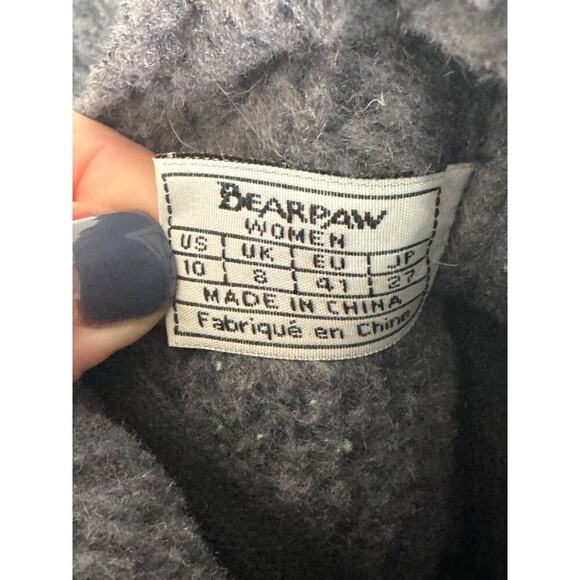 BEARPAW
WOMEN
US UK EU JP
10 8 41 27
MADE IN CHINA
Fabriqué en Chine